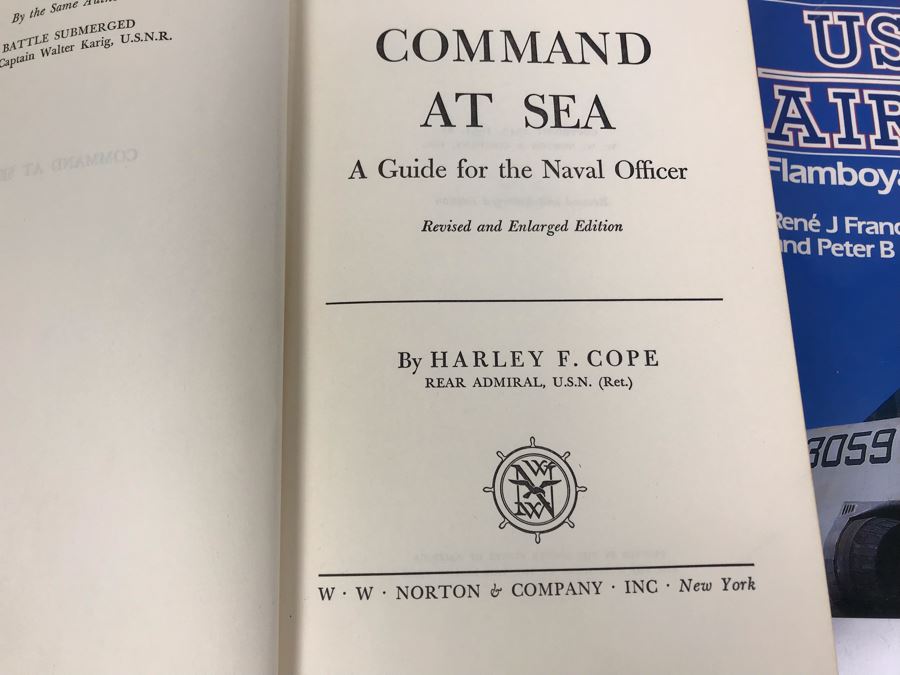 By the Same
BATTLE SUBMERGED
Captain Walter Karig, U.S.N.R.
COMMAND
AT SEA
A Guide for the Naval Officer
Revised and Enlarged Edition
By HARLEY F. COPE
REAR ADMIRAL, U.S.N. (Ret.)
W W
N
W W
W · W · NORTON & COMPANY · INC · New York
US
AIR
Flamboya
René J Franc
and Peter B
3059